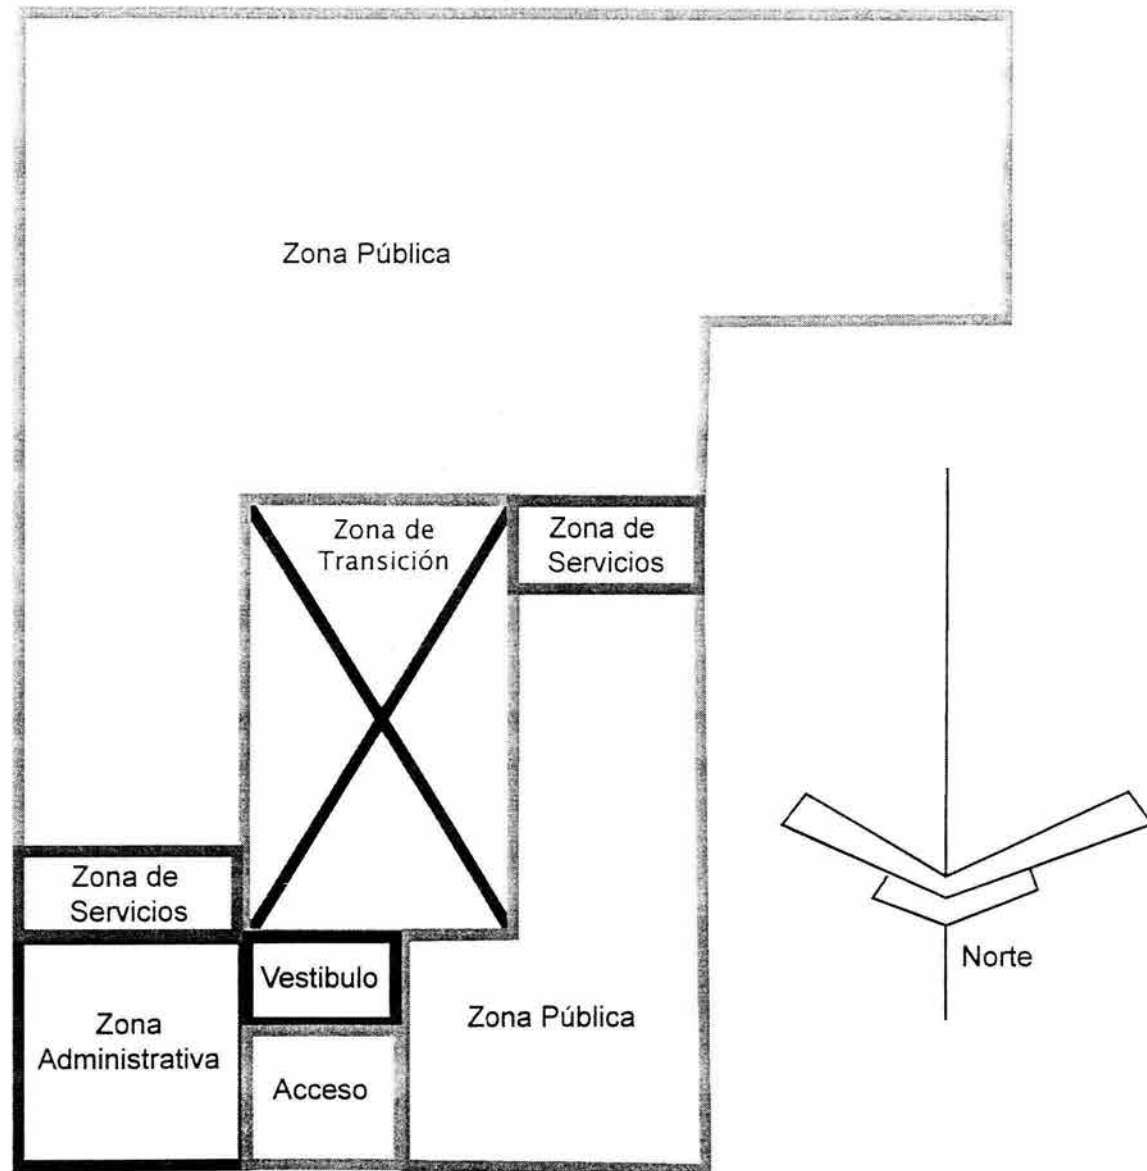 Zona Pública
Zona de
Transición
Zona de
Servicios
Zona de
Servicios
Vestibulo
Zona
Administrativa
Acceso
Zona Pública
Norte